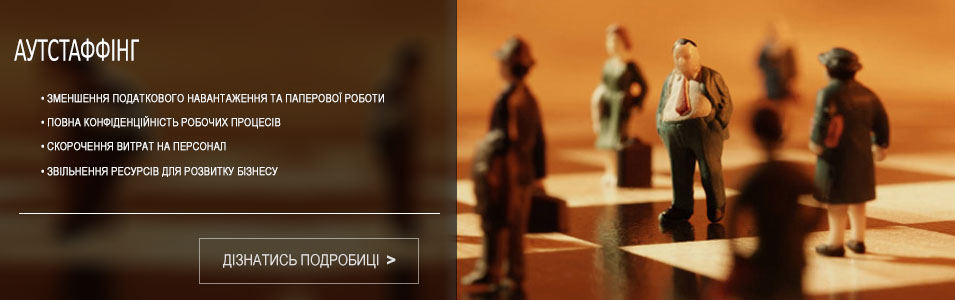 АУТСТАФФІНГ
• ЗМЕНШЕННЯ ПОДАТКОВОГО НАВАНТАЖЕННЯ ТА ПАПЕРОВОЇ РОБОТИ
• ПОВНА КОНФІДЕНЦІЙНІСТЬ РОБОЧИХ ПРОЦЕСІВ
• СКОРОЧЕННЯ ВИТРАТ НА ПЕРСОНАЛ
• ЗВІЛЬНЕННЯ РЕСУРСІВ ДЛЯ РОЗВИТКУ БІЗНЕСУ
ДІЗНАТИСЬ ПОДРОБИЦІ >